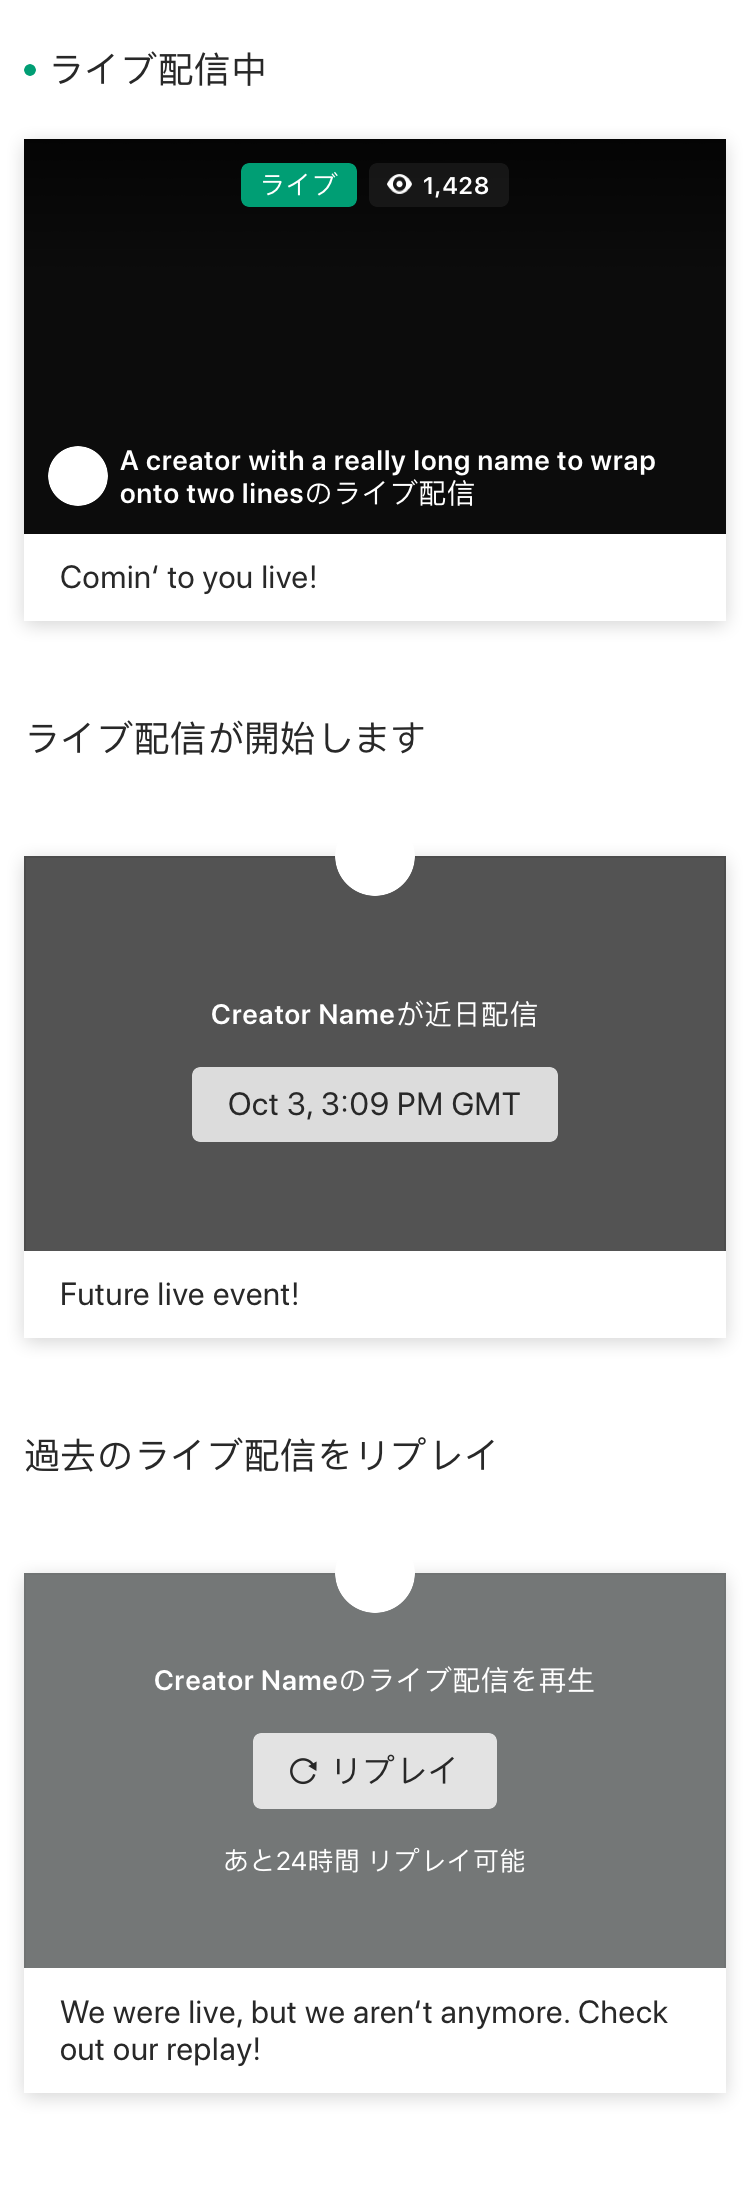 ライブ配信中
ライブ
1,428
A creator with a really long name to wrap
onto two linesのライブ配信
Comin‘ to you live!
ライブ配信が開始します
Creator Nameが近日配信
Oct 3, 3:09 PM GMT
Future live event!
過去のライブ配信をリプレイ
Creator Nameのライブ配信を再生
リプレイ
あと24時間 リプレイ可能
We were live, but we aren‘t anymore. Check
out our replay!